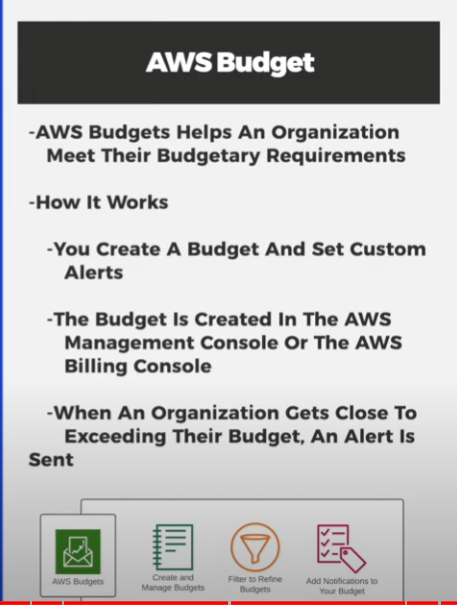 AWS Budget
-AWS Budgets Helps An Organization
Meet Their Budgetary Requirements
-How It Works
-You Create A Budget And Set Custom
Alerts
-The Budget Is Created In The AWS
Management Console Or The AWS
Billing Console
-When An Organization Gets Close To
Exceeding Their Budget, An Alert Is
Sent
AWS Budgets
Create and
Manage Budgets
Filter to Refine
Budgets
Add Notifications to
Your Budget